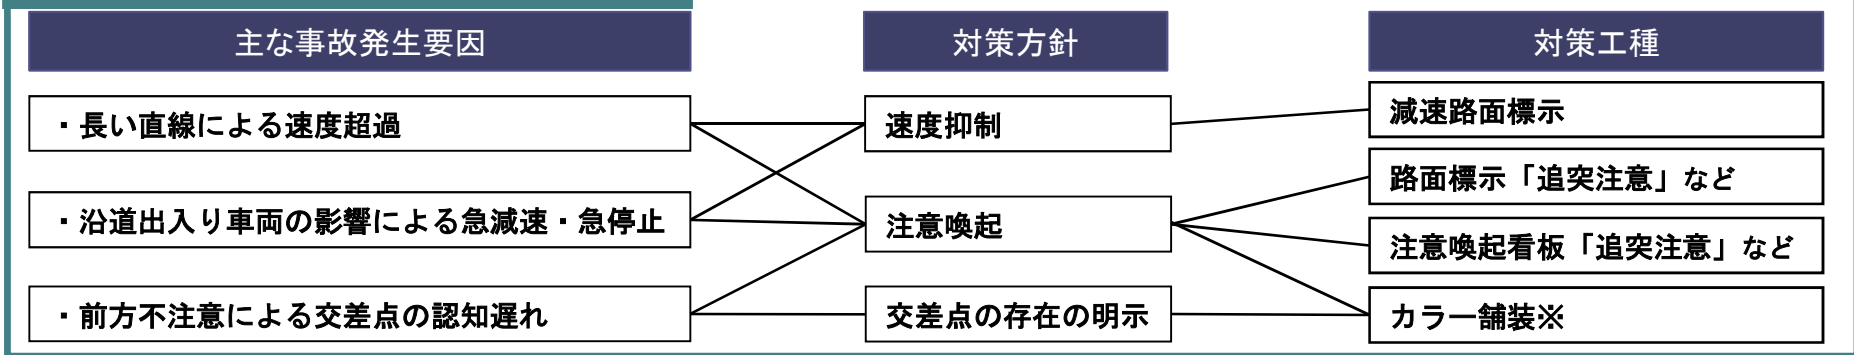 主な事故発生要因
対策方針
対策工種
・長い直線による速度超過
速度抑制
減速路面標示
路面標示「追突注意」など
・沿道出入り車両の影響による急減速・急停止
注意喚起
注意喚起看板「追突注意」など
・前方不注意による交差点の認知遅れ
交差点の存在の明示
カラー舗装※